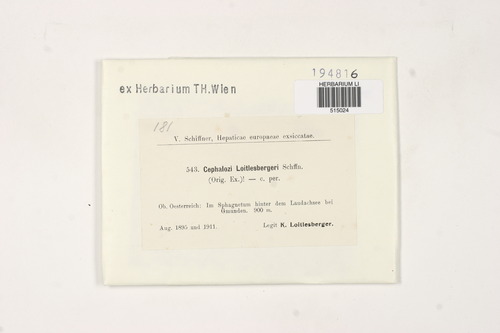 194816
ex Herbarium TH.Wien
HERBARIUM LI
515024
181
V. Schiffner, Hepaticae europaeae exsiccatae.
543. Cephalozi Loitlesbergeri Schffn.
(Orig. Ex.)! — c. per.
Ob. Oesterreich: Im Sphagnetum hinter dem Laudachsee bei
Gmunden. 900 m.
Aug. 1895 und 1911. Legit K. Loitlesberger.